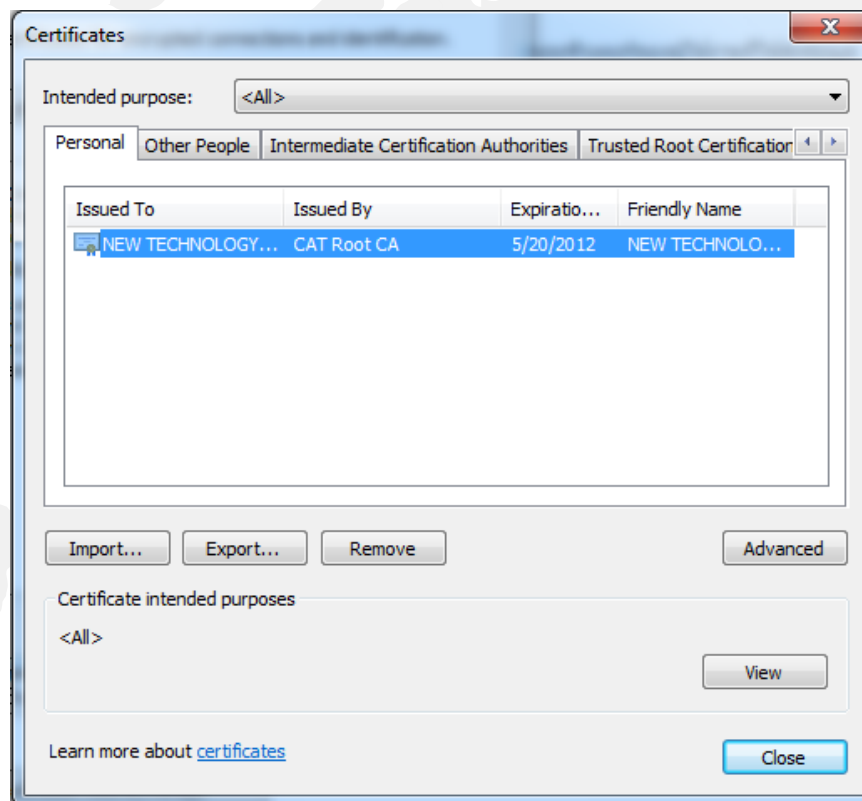 Certificates
Intended purpose: <All>
Personal Other People Intermediate Certification Authorities Trusted Root Certification
Issued To Issued By Expiratio... Friendly Name
NEW TECHNOLOGY... CAT Root CA 5/20/2012 NEW TECHNOLO...
Import... Export... Remove Advanced
Certificate intended purposes
<All>
View
Learn more about certificates
Close